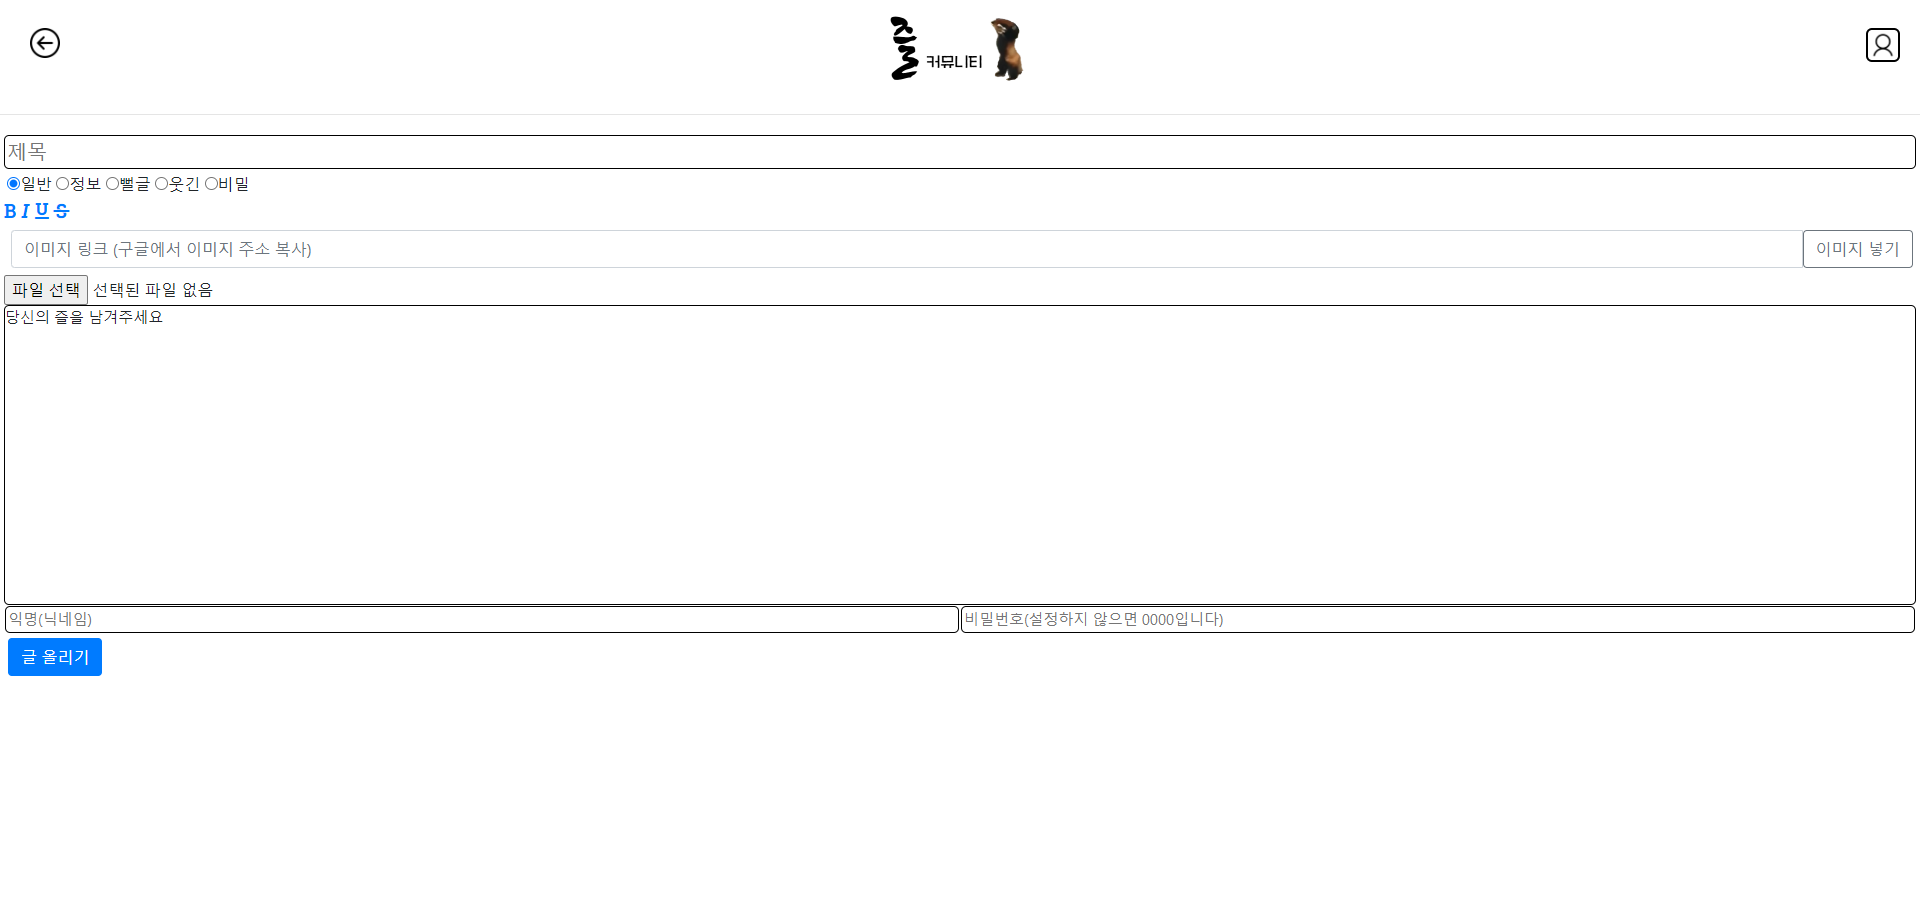 즐 커뮤니티
제목
일반 정보 뻘글 웃긴 비밀
B I U S
이미지 링크 (구글에서 이미지 주소 복사) 이미지 넣기
파일 선택 선택된 파일 없음
당신의 즐을 남겨주세요
익명(닉네임) 비밀번호(설정하지 않으면 0000입니다)
글 올리기